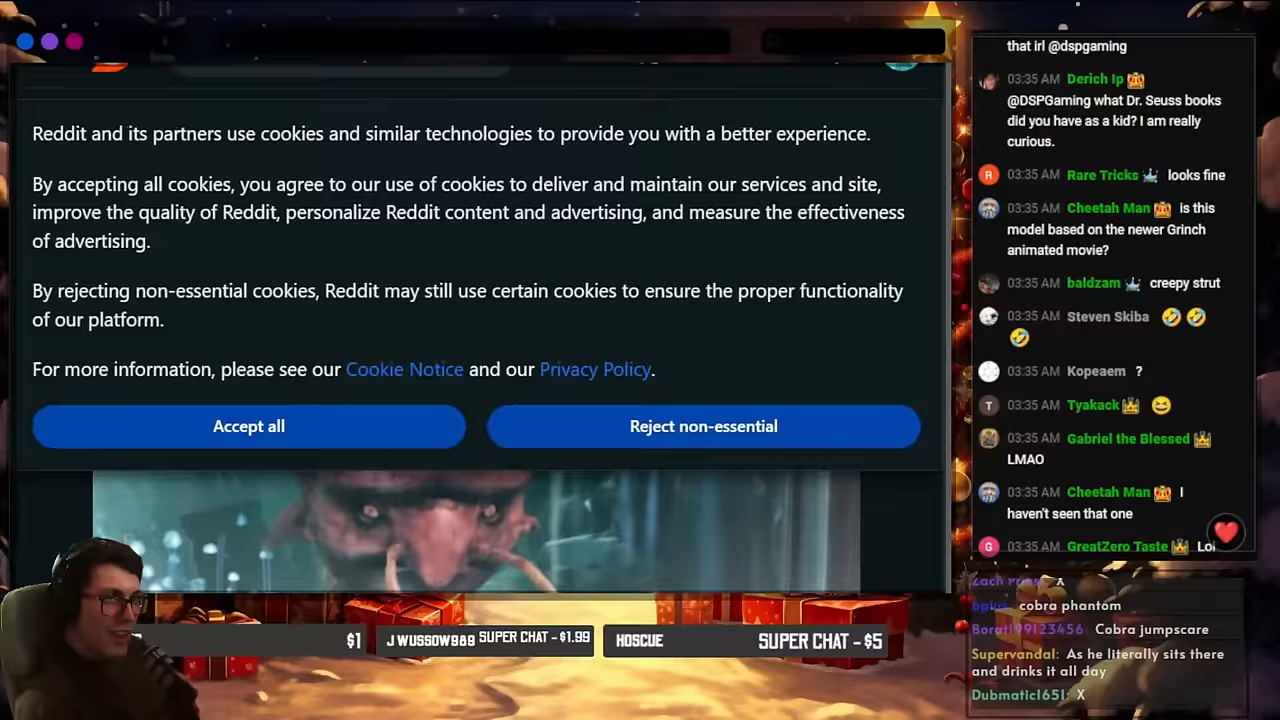 Reddit and its partners use cookies and similar technologies to provide you with a better experience.
By accepting all cookies, you agree to our use of cookies to deliver and maintain our services and site,
improve the quality of Reddit, personalize Reddit content and advertising, and measure the effectiveness
of advertising.
By rejecting non-essential cookies, Reddit may still use certain cookies to ensure the proper functionality
of our platform.
For more information, please see our Cookie Notice and our Privacy Policy.
Accept all
Reject non-essential
$1
J WUSSOW868 SUPER CHAT - $1.99
HOSCUE SUPER CHAT - $5
that irl @dspgaming
03:35 AM Derich Ip
@DSPGaming what Dr. Seuss books
did you have as a kid? I am really
curious.
R 03:35 AM Rare Tricks looks fine
03:35 AM Cheetah Man is this
model based on the newer Grinch
animated movie?
03:35 AM baldzam creepy strut
03:35 AM Steven Skiba 🤣 🤣
🤣
03:35 AM Kopeaem ?
T 03:35 AM Tyakack 😆
03:35 AM Gabriel the Blessed
LMAO
03:35 AM Cheetah Man I
haven't seen that one
G 03:35 AM GreatZero Taste
X
bplus: cobra phantom
Borat199123456: Cobra jumpscare
Supervandal: As he literally sits there
and drinks it all day
Dubmatic1651: X